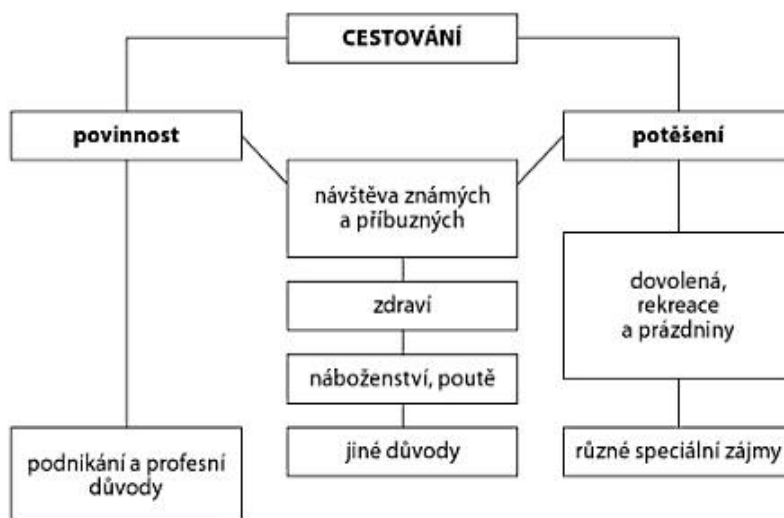 CESTOVÁNÍ
povinnost
potěšení
návštěva známých
a příbuzných
dovolená,
rekreace
a prázdniny
zdraví
náboženství, poutě
podnikání a profesní
důvody
jiné důvody
různé speciální zájmy